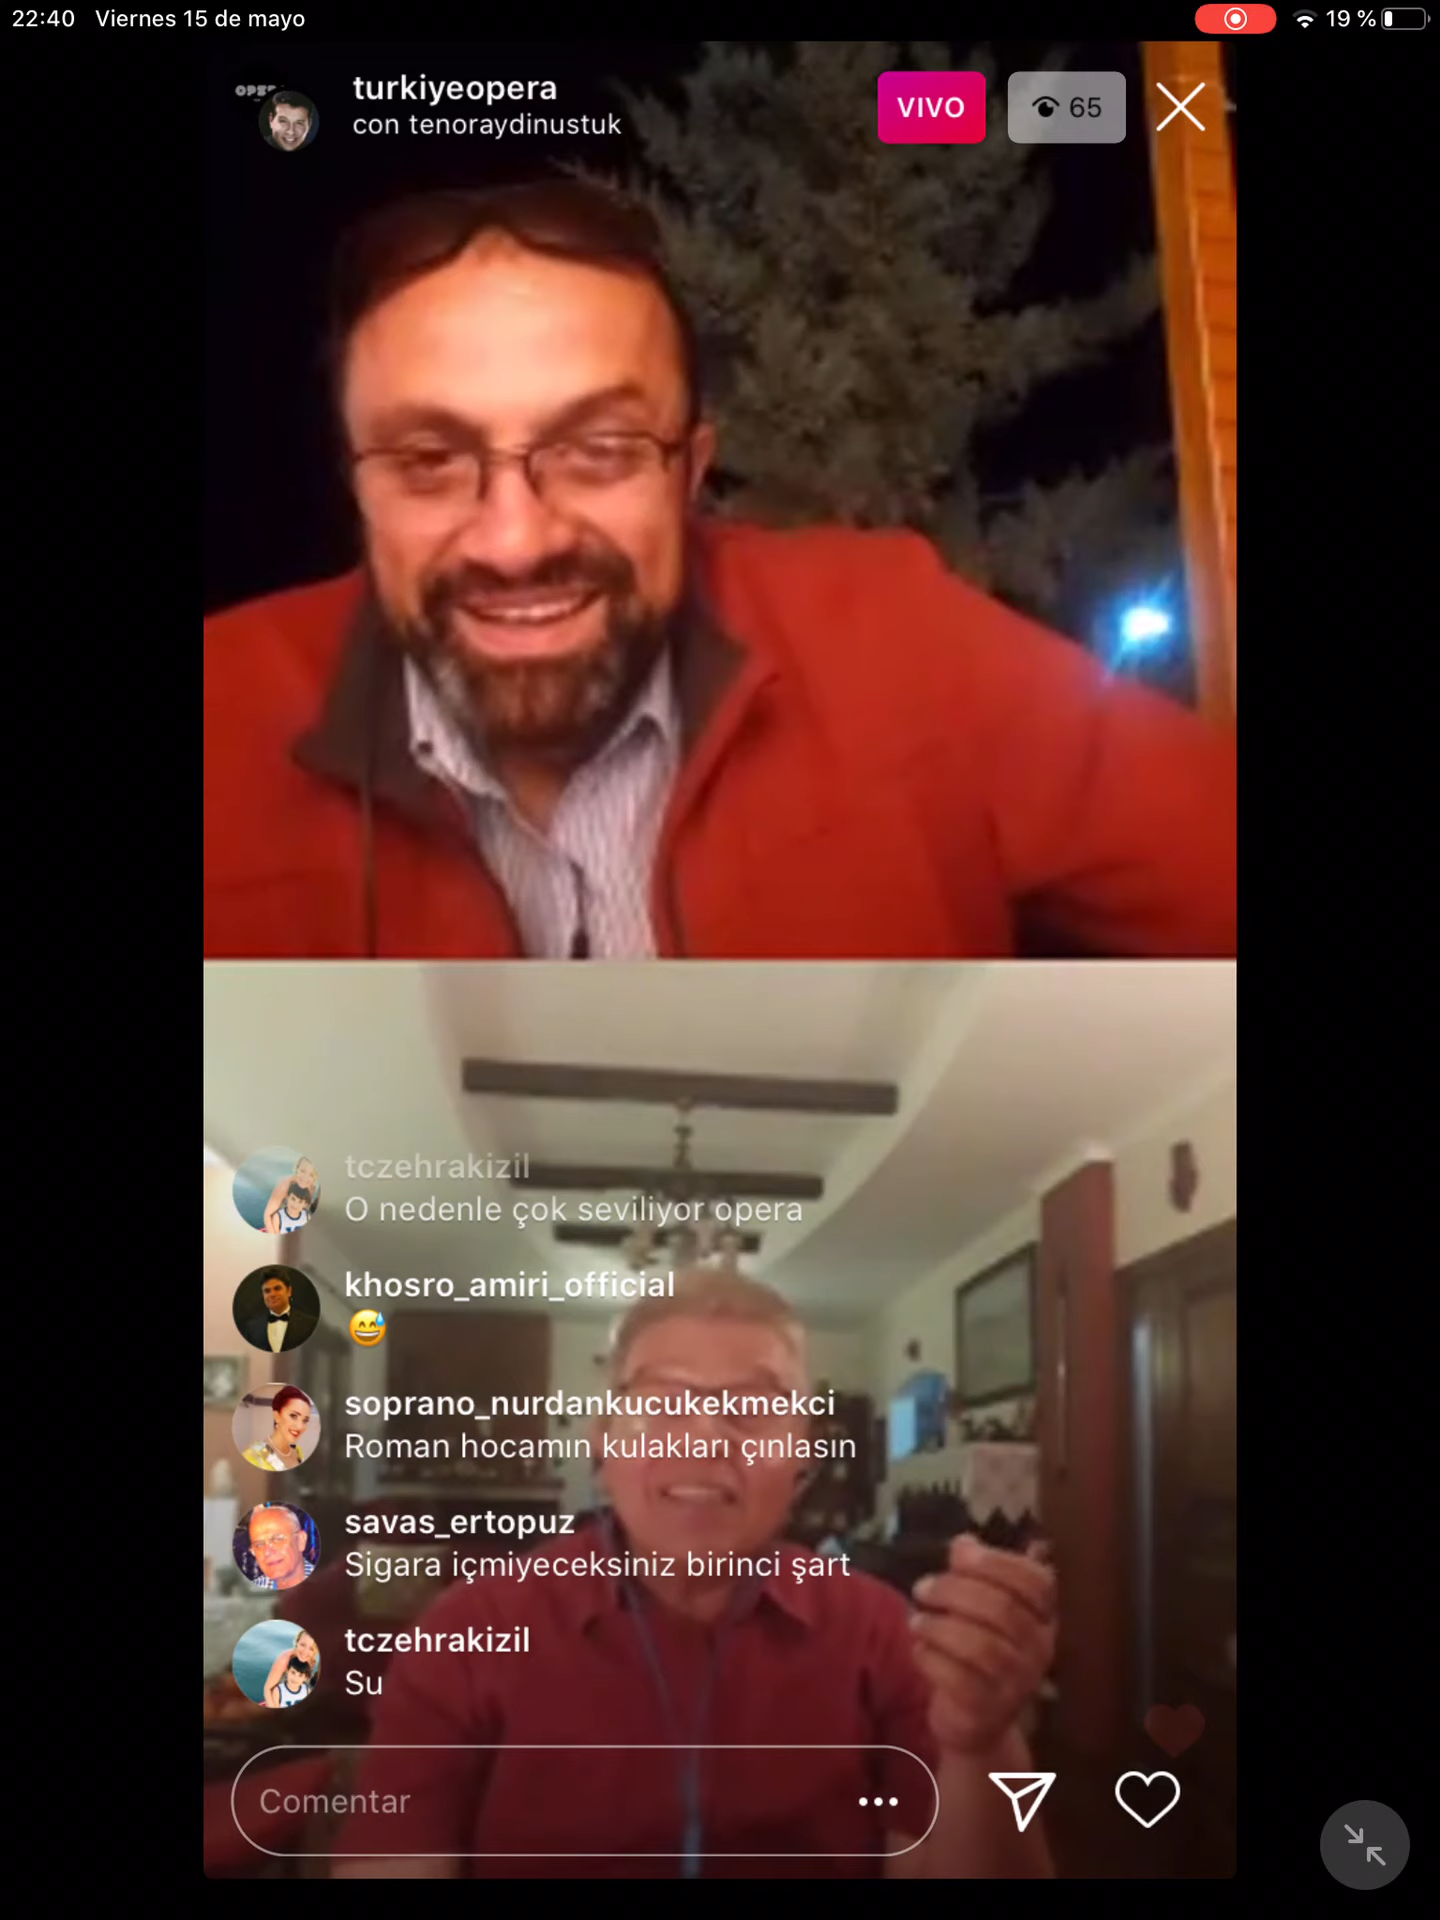 22:40 Viernes 15 de mayo
19 %
turkiyeopera
con tenoraydinustuk
VIVO
65
tczehrakizil
O nedenle çok seviliyor opera
khosro_amiri_official
😅
soprano_nurdankucukekmekci
Roman hocamın kulakları çınlasın
savas_ertopuz
Sigara içmiyeceksiniz birinci şart
tczehrakizil
Su
Comentar